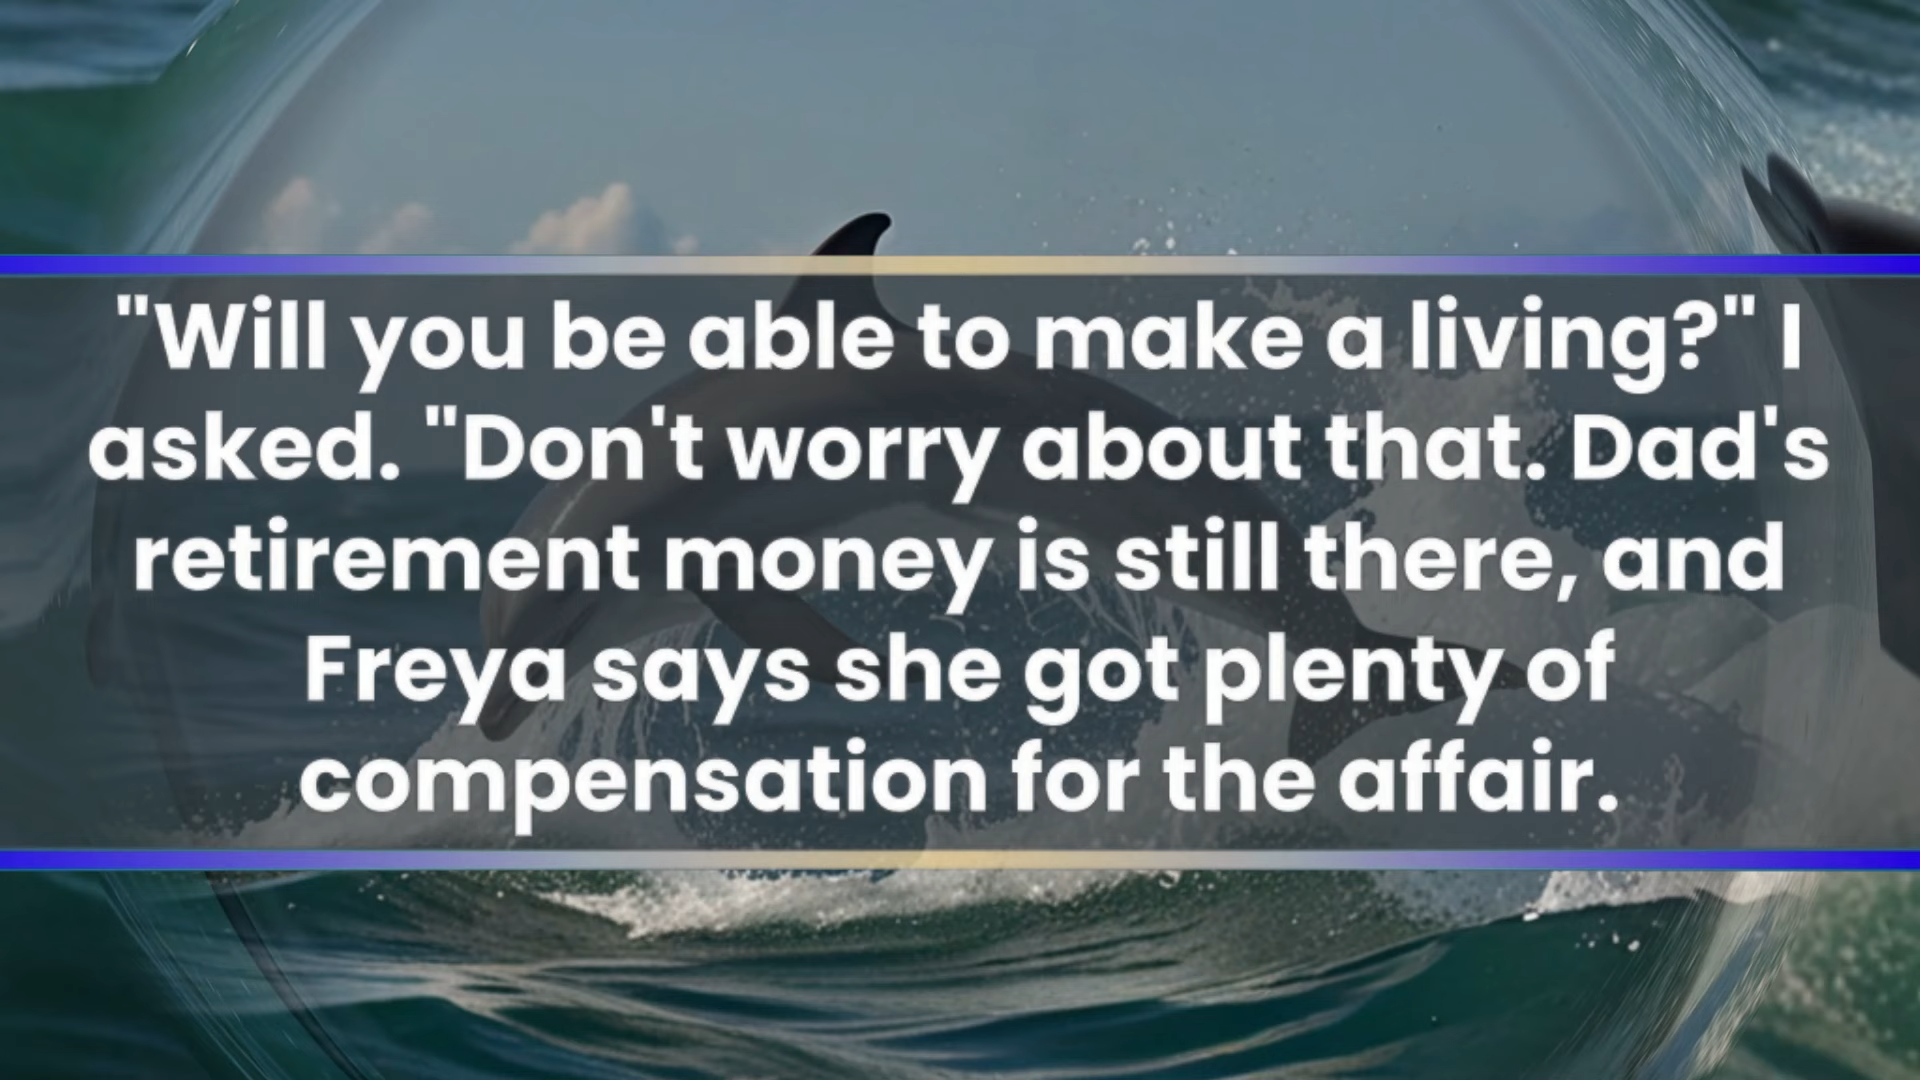 "Will you be able to make a living?" I
asked. "Don't worry about that. Dad's
retirement money is still there, and
Freya says she got plenty of
compensation for the affair.